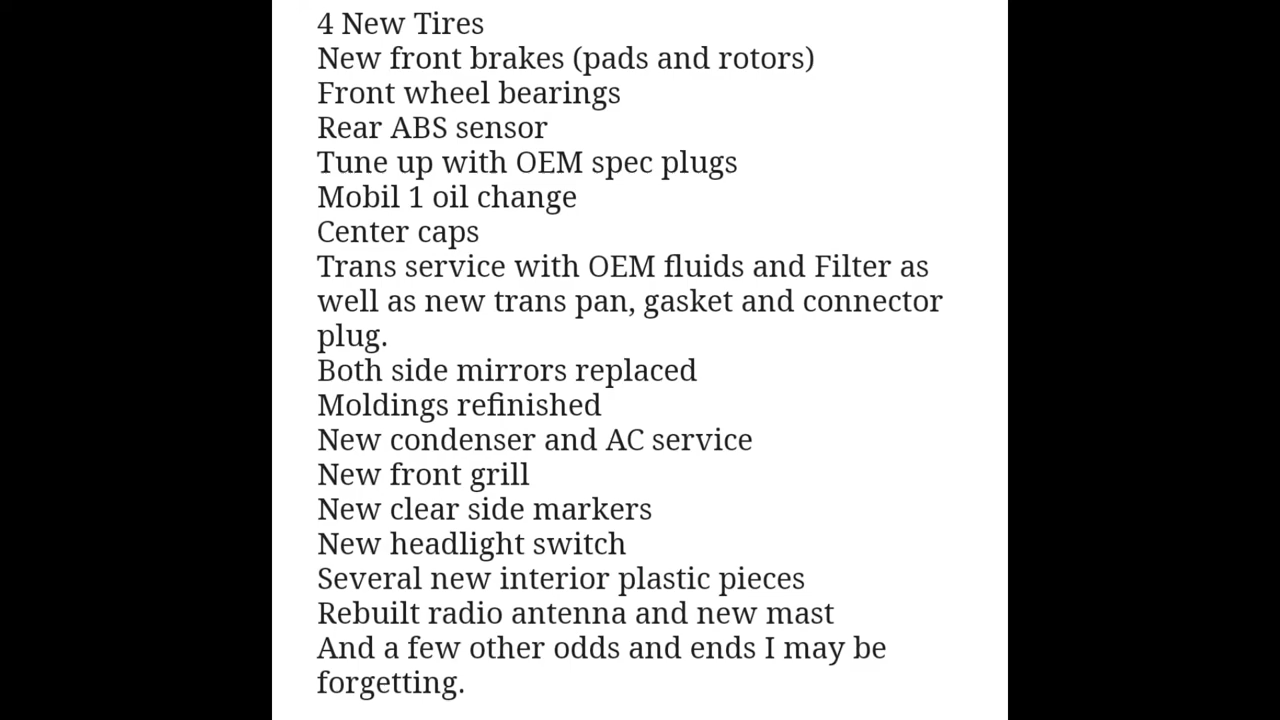 4 New Tires
New front brakes (pads and rotors)
Front wheel bearings
Rear ABS sensor
Tune up with OEM spec plugs
Mobil 1 oil change
Center caps
Trans service with OEM fluids and Filter as
well as new trans pan, gasket and connector
plug.
Both side mirrors replaced
Moldings refinished
New condenser and AC service
New front grill
New clear side markers
New headlight switch
Several new interior plastic pieces
Rebuilt radio antenna and new mast
And a few other odds and ends I may be
forgetting.